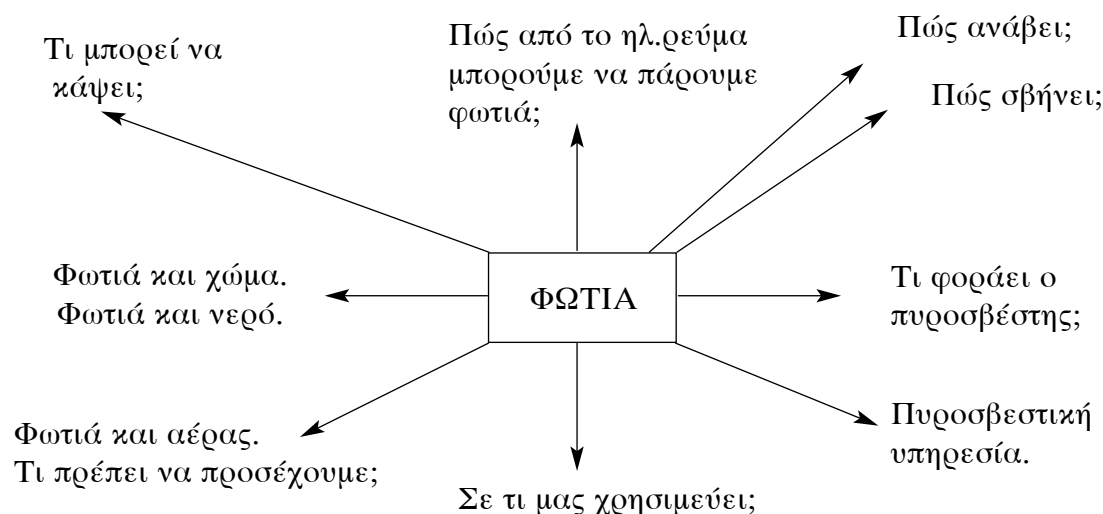 Τι μπορεί να
κάψει;
Πώς από το ηλ.ρεύμα
μπορούμε να πάρουμε
φωτιά;
Πώς ανάβει;
Πώς σβήνει;
Φωτιά και χώμα.
Φωτιά και νερό.
ΦΩΤΙΑ
Τι φοράει ο
πυροσβέστης;
Φωτιά και αέρας.
Τι πρέπει να προσέχουμε;
Σε τι μας χρησιμεύει;
Πυροσβεστική
υπηρεσία.